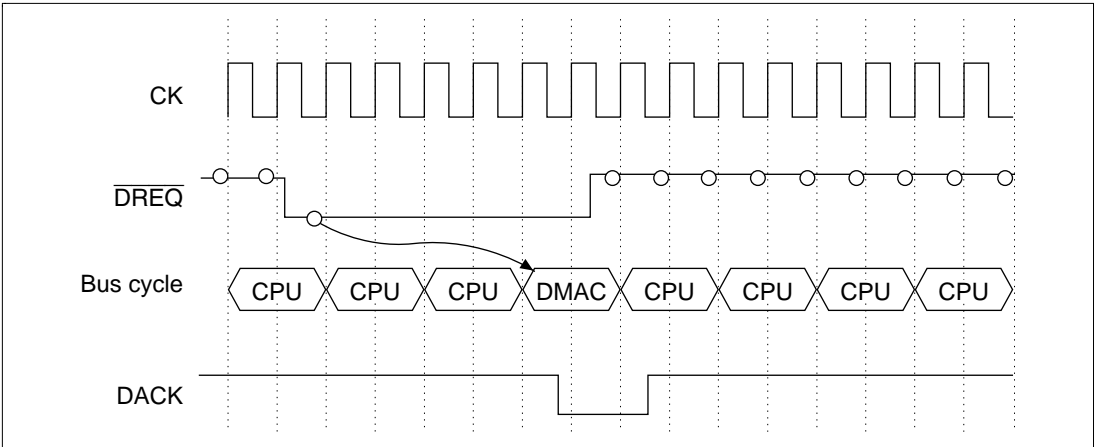 CK
DREQ
Bus cycle CPU CPU CPU DMAC CPU CPU CPU CPU
DACK